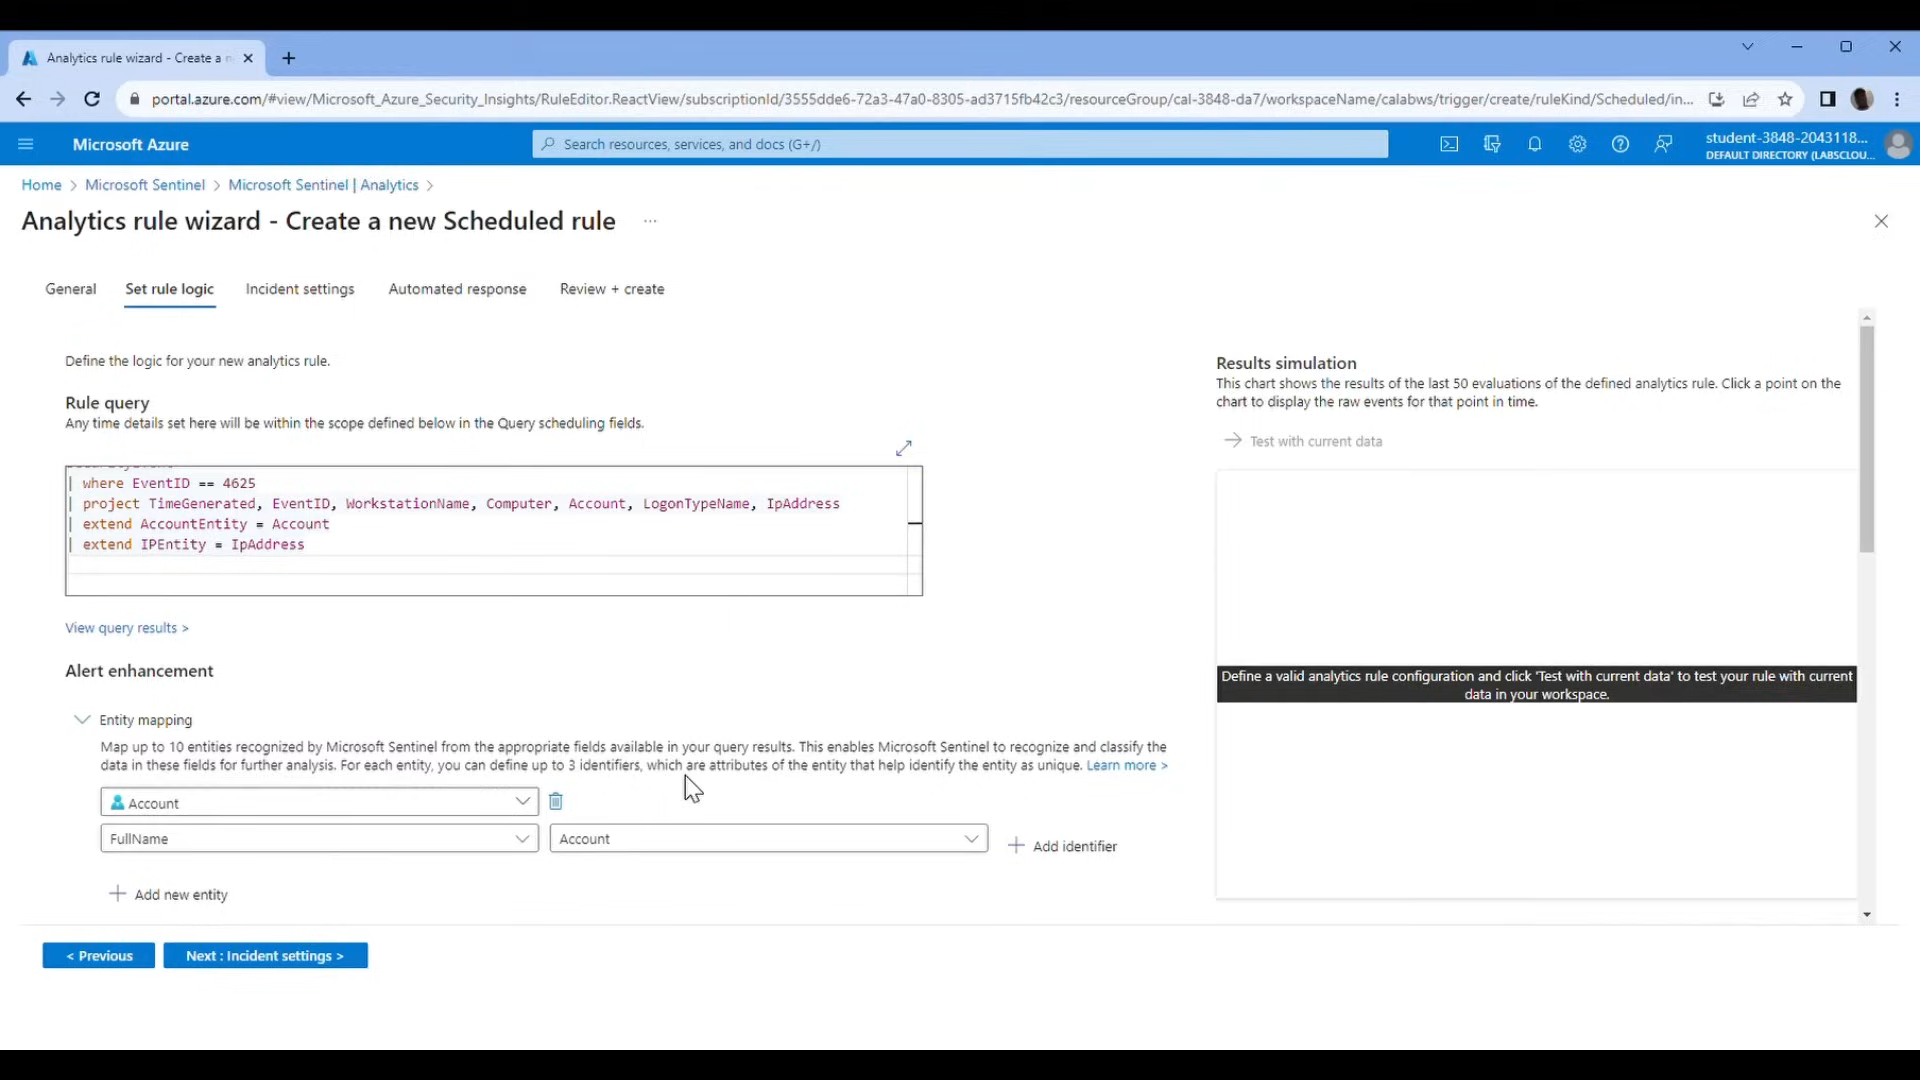 Analytics rule wizard - Create a n
portal.azure.com/#view/Microsoft_Azure_Security_Insights/RuleEditor.ReactView/subscriptionId/3555dde6-72a3-47a0-8305-ad3715fb42c3/resourceGroup/cal-3848-da7/workspaceName/calabws/trigger/create/ruleKind/Scheduled/in...
Microsoft Azure
Search resources, services, and docs (G+/)
student-3848-2043118...
DEFAULT DIRECTORY (LABSCLOU...
Home > Microsoft Sentinel > Microsoft Sentinel | Analytics >
Analytics rule wizard - Create a new Scheduled rule ...
General Set rule logic Incident settings Automated response Review + create
Define the logic for your new analytics rule.
Rule query
Any time details set here will be within the scope defined below in the Query scheduling fields.
| where EventID == 4625
| project TimeGenerated, EventID, WorkstationName, Computer, Account, LogonTypeName, IpAddress
| extend AccountEntity = Account
| extend IPEntity = IpAddress
View query results >
Alert enhancement
Entity mapping
Map up to 10 entities recognized by Microsoft Sentinel from the appropriate fields available in your query results. This enables Microsoft Sentinel to recognize and classify the
data in these fields for further analysis. For each entity, you can define up to 3 identifiers, which are attributes of the entity that help identify the entity as unique. Learn more >
Account
FullName
Account
+ Add identifier
+ Add new entity
< Previous
Next : Incident settings >
Results simulation
This chart shows the results of the last 50 evaluations of the defined analytics rule. Click a point on the
chart to display the raw events for that point in time.
Test with current data
Define a valid analytics rule configuration and click 'Test with current data' to test your rule with current
data in your workspace.